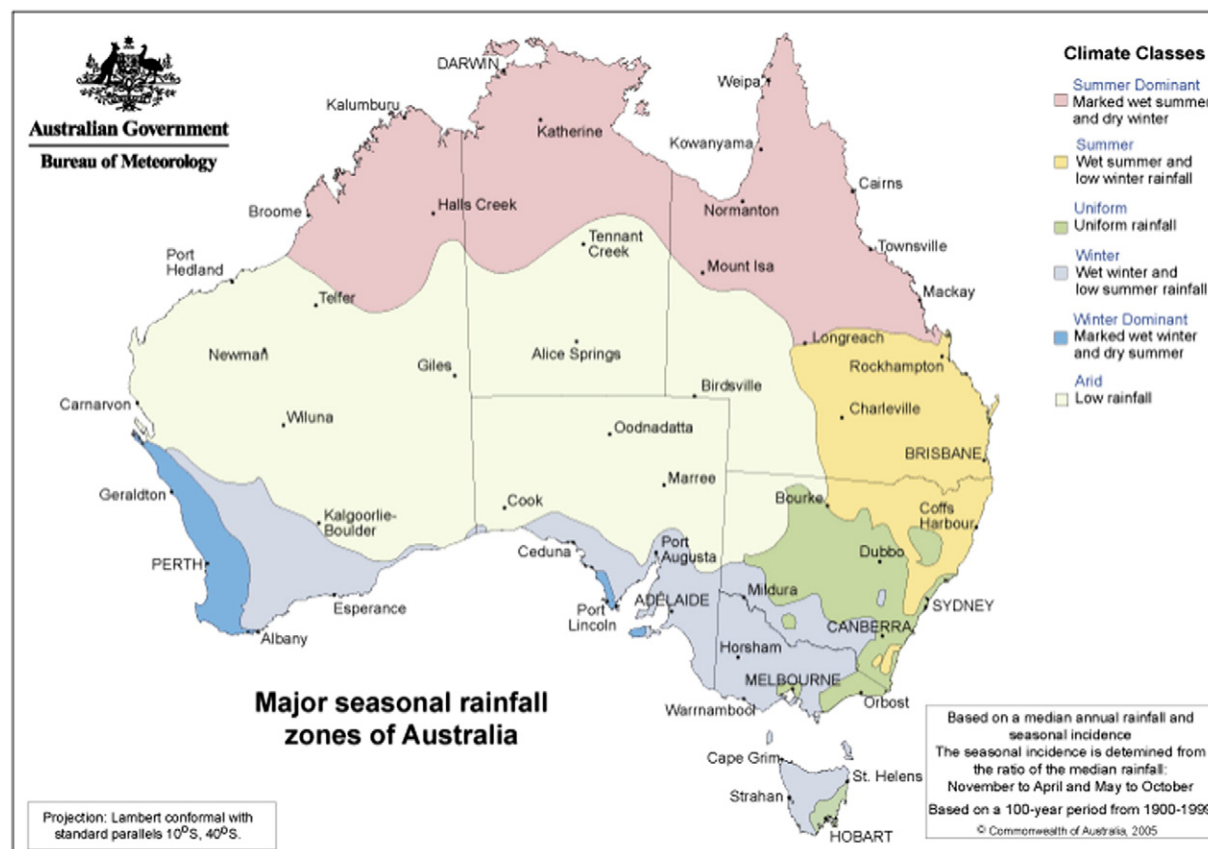 Australian Government
Bureau of Meteorology
DARWIN
Kalumburu
Katherine
Weipa
Kowanyama
Cairns
Broome
Halls Creek
Normanton
Townsville
Port
Hedland
Tennant
Creek
Mount Isa
Mackay
Telfer
Newman
Giles
Alice Springs
Longreach
Rockhampton
Carnarvon
Wiluna
Birdsville
Charleville
Oodnadatta
BRISBANE
Geraldton
Kalgoorlie-
Boulder
Cook
Marree
Bourke
Coffs
Harbour
PERTH
Ceduna
Port
Augusta
Dubbo
Esperance
Albany
Port
Lincoln
ADELAIDE
Mildura
SYDNEY
CANBERRA
Horsham
MELBOURNE
Warrnambool
Orbost
Cape Grim
St. Helens
Strahan
HOBART
Climate Classes
Summer Dominant
Marked wet summer
and dry winter
Summer
Wet summer and
low winter rainfall
Uniform
Uniform rainfall
Winter
Wet winter and
low summer rainfall
Winter Dominant
Marked wet winter
and dry summer
Arid
Low rainfall
Major seasonal rainfall
zones of Australia
Projection: Lambert conformal with
standard parallels 10°S, 40°S.
Based on a median annual rainfall and
seasonal incidence
The seasonal incidence is detemined from
the ratio of the median rainfall:
November to April and May to October
Based on a 100-year period from 1900-1999
© Commonwealth of Australia, 2005